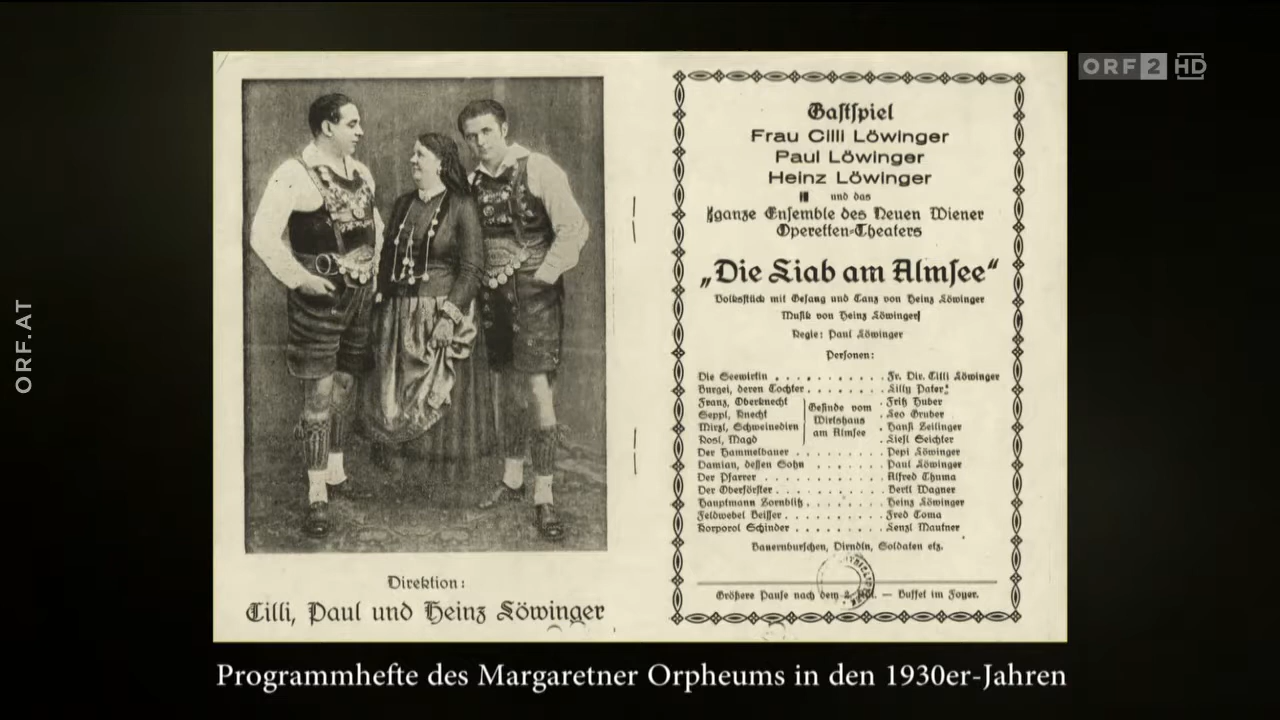 ORF 2 HD
ORF.AT
Direktion:
Cilli, Paul und Heinz Löwinger
Gastspiel
Frau Cilli Löwinger
Paul Löwinger
Heinz Löwinger
und das
ganze Ensemble des Neuen Wiener
Operetten-Theaters
„Die Liab am Almsee“
Volksstück mit Gesang und Tanz von Heinz Löwinger
Musik von Heinz Löwinger
Regie: Paul Löwinger
Personen:
Die Seewirtin . . . . . . . . . . Fr. Dir. Cilli Löwinger
Burgei, deren Tochter . . . . . . . . Lilly Pater
Franz, Oberknecht . Fritz Huber
Seppl, Knecht . Leo Gruber
Mirzl, Schweinedirn . Hansi Zeilinger
Rosl, Magd . Liesl Seichter
Gesinde vom
Wirtshaus
am Almsee
Der Hammelbauer . . . . . . . . . Pepi Löwinger
Damian, dessen Sohn . . . . . . Paul Löwinger
Der Pfarrer . . . . . . . . . . . Alfred Thuma
Der Oberförster . . . . . . . . . . Bertl Wagner
Hauptmann Zornblitz . . . . . . . Heinz Löwinger
Feldwebel Beisser . . . . . . . . . Fred Toma
Korporol Schinder . . . . . . . . . Lenzl Mautner
Bauernburschen, Dirndln, Soldaten etz.
Größere Pause nach dem 2. — Buffet im Foyer.
Programmhefte des Margaretner Orpheums in den 1930er-Jahren